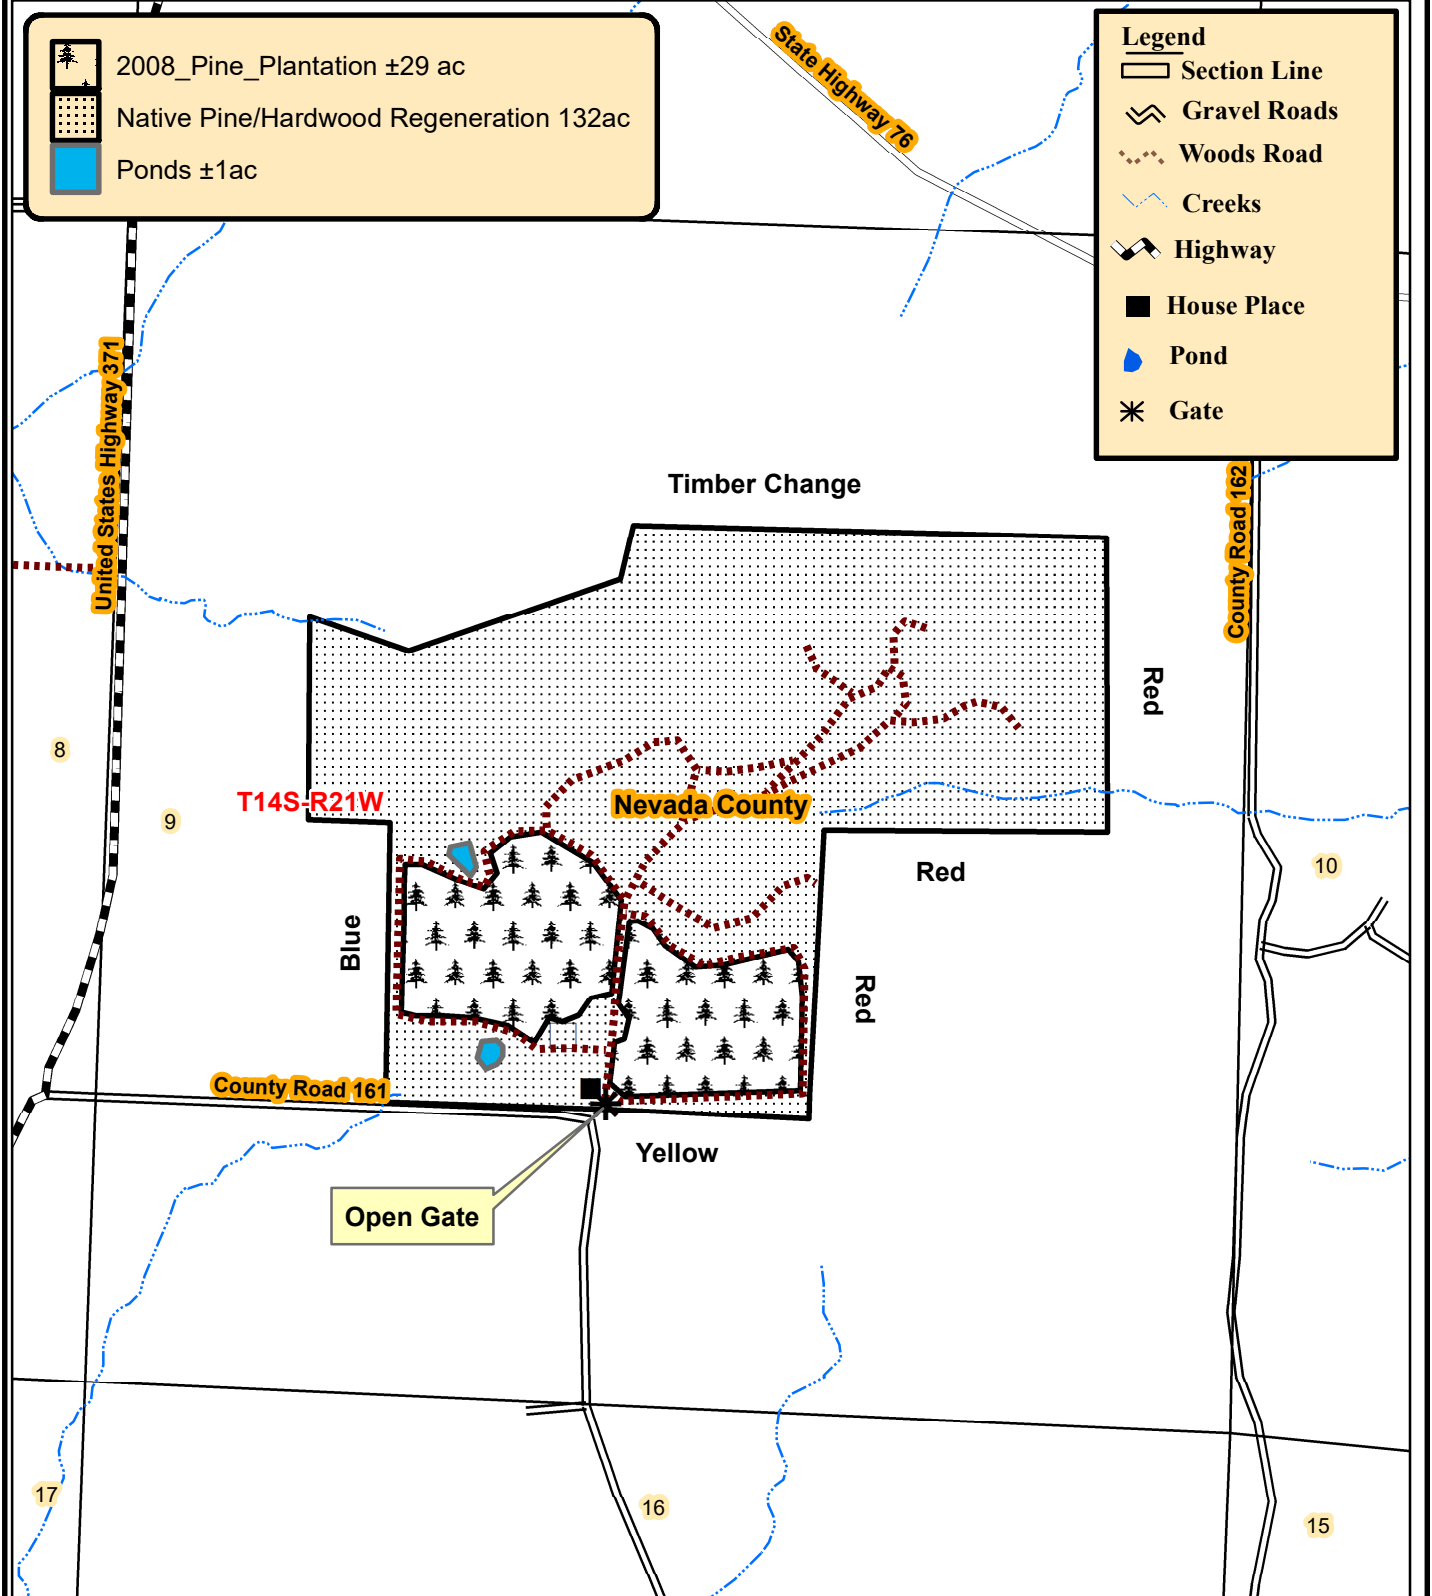 2008_Pine_Plantation ±29 ac
Native Pine/Hardwood Regeneration 132ac
Ponds ±1ac
State Highway 76
Legend
Section Line
Gravel Roads
Woods Road
Creeks
Highway
House Place
Pond
Gate
United States Highway 371
Timber Change
County Road 162
Red
8
T14S-R21W
Nevada County
9
10
Red
Blue
Red
County Road 161
Yellow
Open Gate
17
16
15